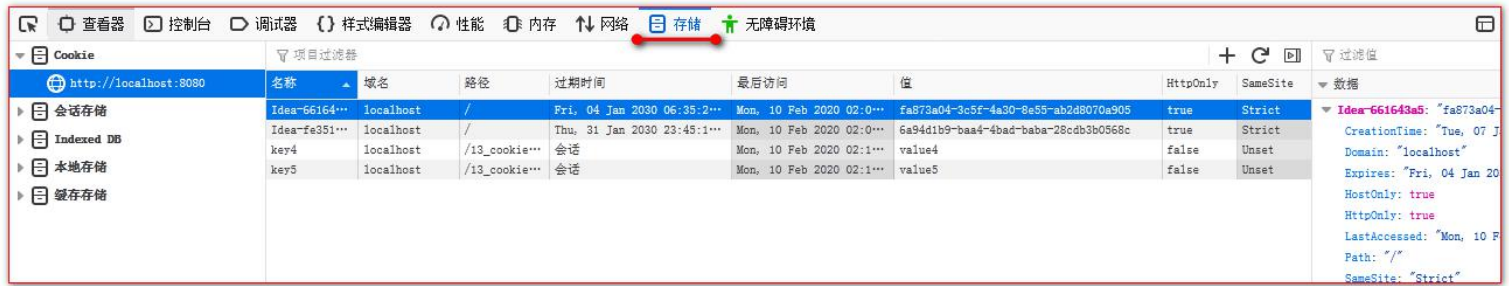 查看器 控制台 调试器 {} 样式编辑器 性能 内存 网络 存储 无障碍环境
Cookie 项目过滤器 过滤值
http://localhost:8080 名称 域名 路径 过期时间 最后访问 值 HttpOnly SameSite 数据
会话存储 Idea-66164… localhost / Fri, 04 Jan 2030 06:35:2… Mon, 10 Feb 2020 02:0… fa873a04-3c5f-4a30-8e55-ab2d8070a905 true Strict Idea-661643a5: "fa873a04-
Idea-fe351… localhost / Thu, 31 Jan 2030 23:45:1… Mon, 10 Feb 2020 02:0… 6a94d1b9-baa4-4bad-baba-28cdb3b0568c true Strict CreationTime: "Tue, 07 J
Indexed DB key4 localhost /13_cookie… 会话 Mon, 10 Feb 2020 02:1… value4 false Unset Domain: "localhost"
本地存储 key5 localhost /13_cookie… 会话 Mon, 10 Feb 2020 02:1… value5 false Unset Expires: "Fri, 04 Jan 20
缓存存储 HostOnly: true
HttpOnly: true
LastAccessed: "Mon, 10 F
Path: "/"
SameSite: "Strict"